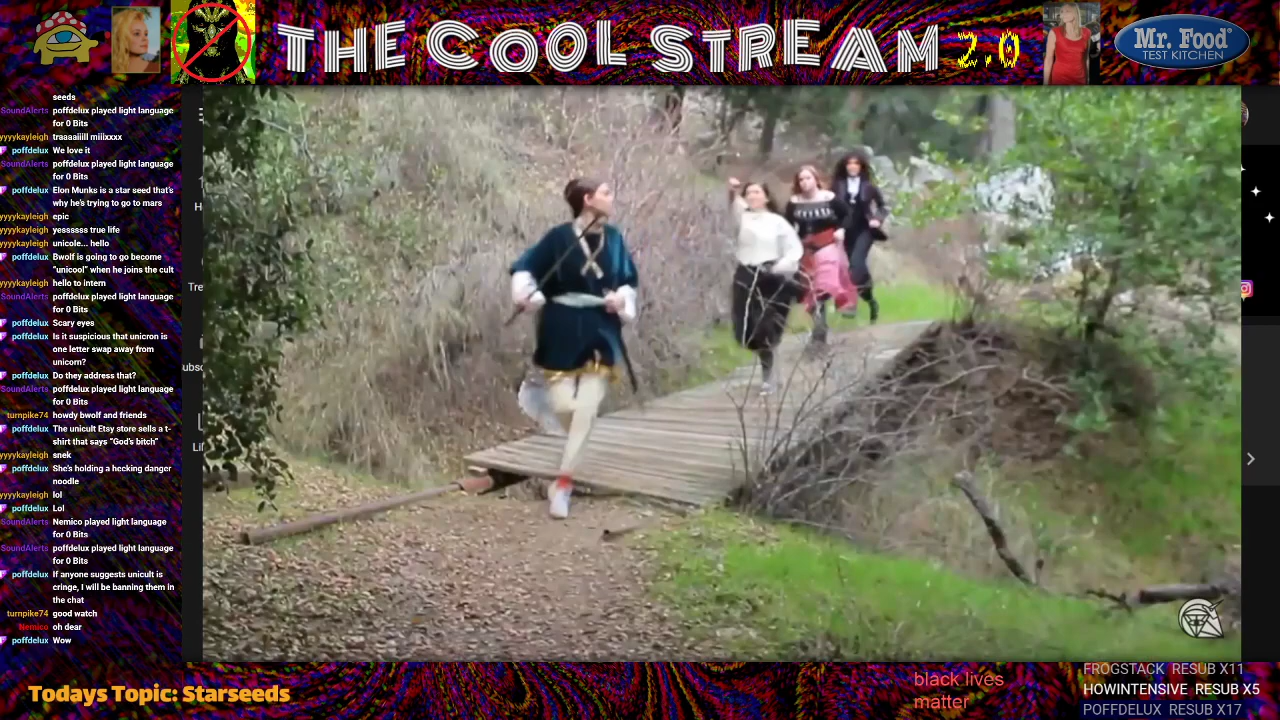 THE COOL STREAM 2.0
Mr. Food®
TEST KITCHEN
seeds
SoundAlerts poffdelux played light language
for 0 Bits
yyyykayleigh traaaaiiill miiixxxx
poffdelux We love it
SoundAlerts poffdelux played light language
for 0 Bits
poffdelux Elon Munks is a star seed that's
why he's trying to go to mars
yyyykayleigh epic
yyyykayleigh yessssss true life
yyyykayleigh unicole... hello
poffdelux Bwolf is going to go become
"unicool" when he joins the cult
yyyykayleigh hello to intern
SoundAlerts poffdelux played light language
for 0 Bits
poffdelux Scary eyes
poffdelux Is it suspicious that unicron is
one letter swap away from
unicorn?
poffdelux Do they address that?
SoundAlerts poffdelux played light language
for 0 Bits
turnpike74 howdy bwolf and friends
poffdelux The unicult Etsy store sells a t-
shirt that says "God's bitch"
yyyykayleigh snek
poffdelux She's holding a hecking danger
noodle
yyyykayleigh lol
poffdelux Lol
SoundAlerts Nemico played light language
for 0 Bits
SoundAlerts poffdelux played light language
for 0 Bits
poffdelux If anyone suggests unicult is
cringe, I will be banning them in
the chat
turnpike74 good watch
Nemico oh dear
poffdelux Wow
H
Tre
ubsc
Li
Todays Topic: Starseeds
black lives
matter
FROGSTACK RESUB X11
HOWINTENSIVE RESUB X5
POFFDELUX RESUB X17